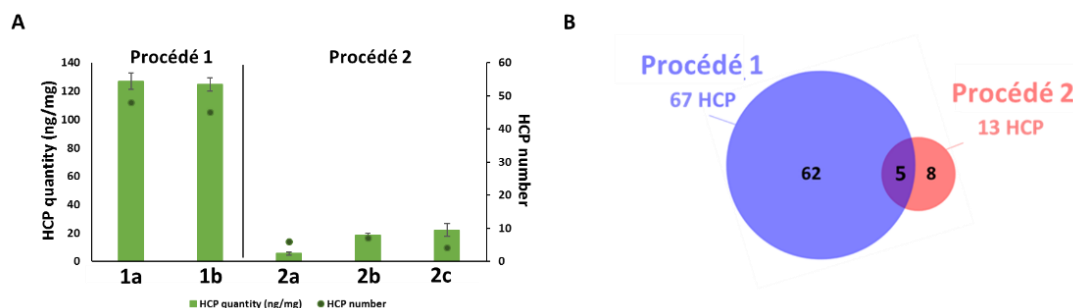 A
Procédé 1
Procédé 2
HCP quantity (ng/mg)
140
120
100
80
60
40
20
0
60
50
40
30
20
10
0
HCP number
1a
1b
2a
2b
2c
HCP quantity (ng/mg)
HCP number
B
Procédé 1
67 HCP
Procédé 2
13 HCP
62
5
8